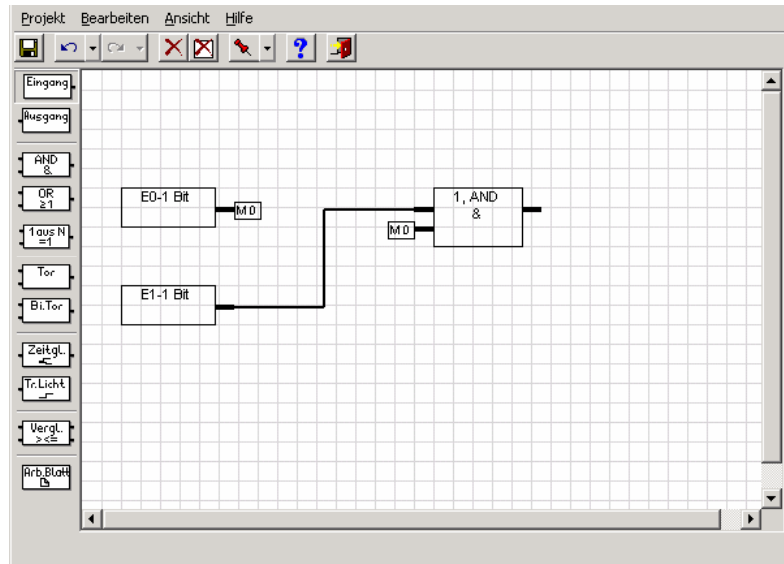 Projekt Bearbeiten Ansicht Hilfe
Eingang
Ausgang
AND
&
OR
≥1
1 aus N
=1
Tor
Bi.Tor
Zeitgl.
Tr.Licht
Vergl.
><=
Arb.Blatt
E0-1 Bit
M 0
E1-1 Bit
1, AND
&
M 0